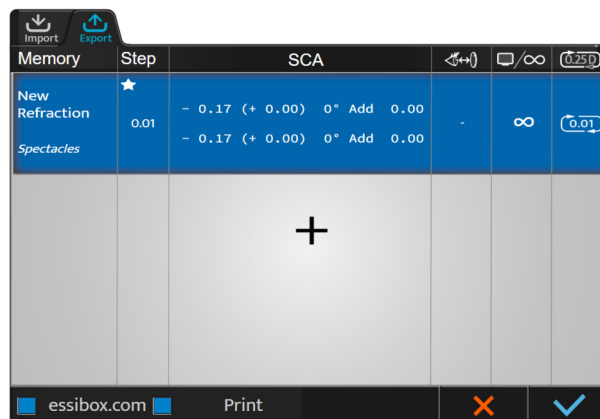 Import Export
Memory Step SCA 0.25D
New
Refraction
Spectacles
0.01
- 0.17 (+ 0.00) 0° Add 0.00
- 0.17 (+ 0.00) 0° Add 0.00
-
∞
0.01
essibox.com Print